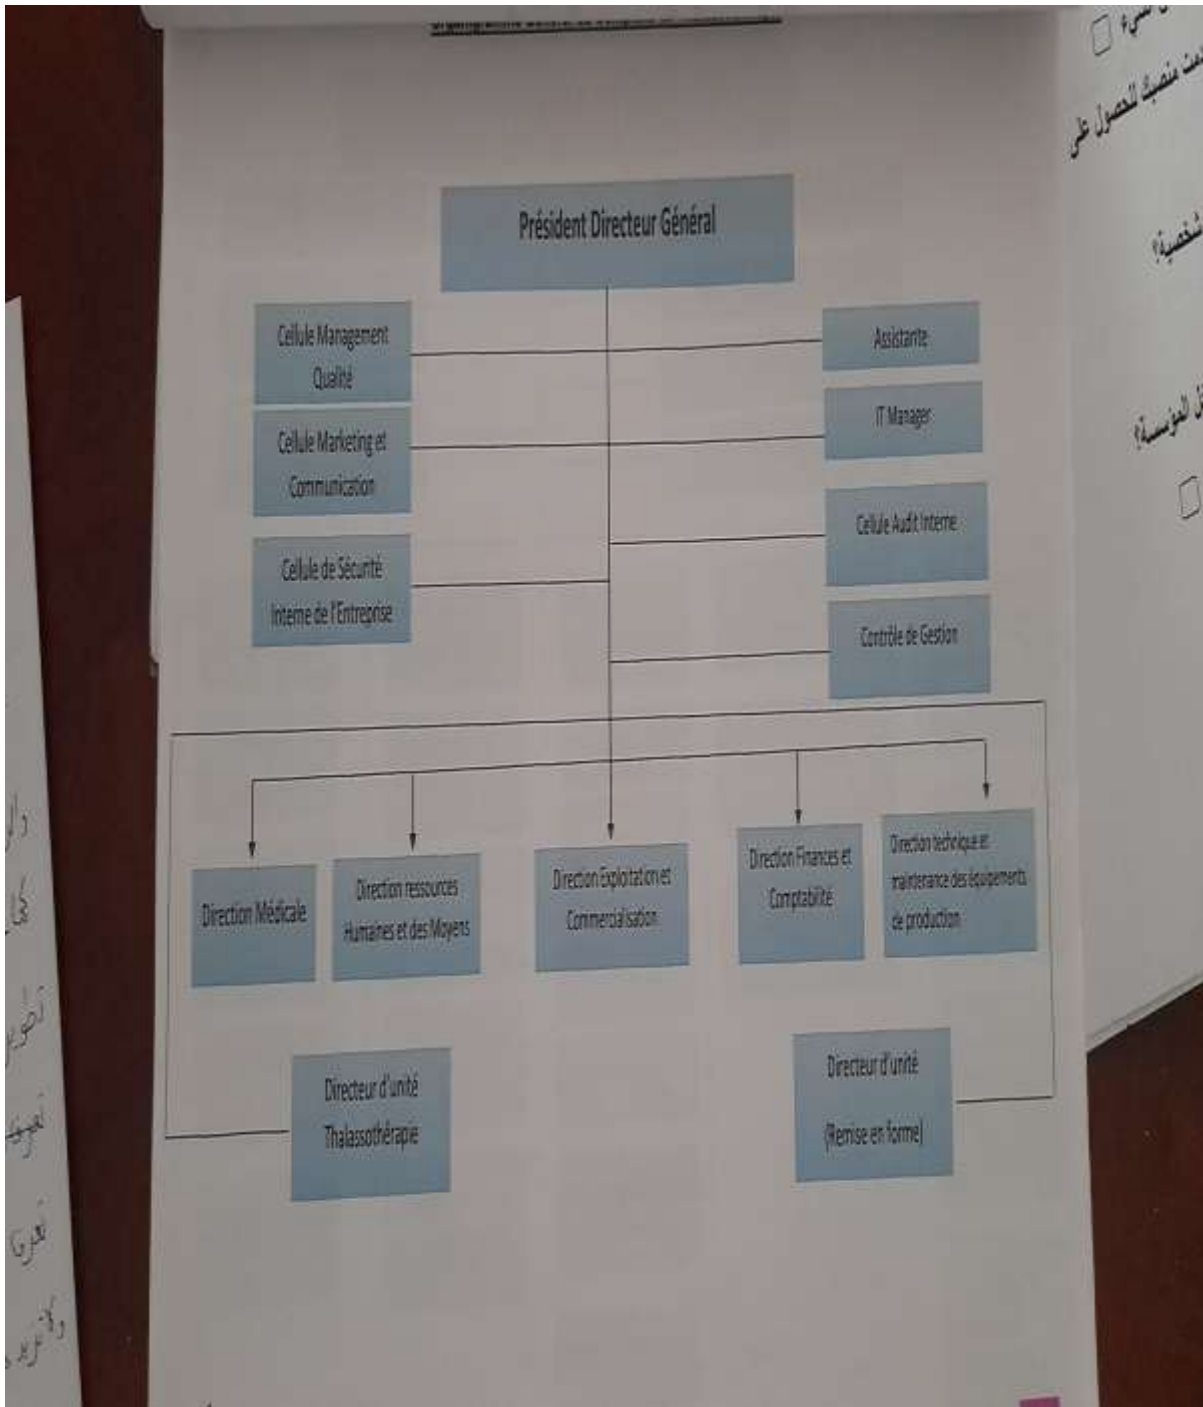 Président Directeur Général
Cellule Management
Qualité
Assistante
Cellule Marketing et
Communication
IT Manager
Cellule de Sécurité
Interne de l'Entreprise
Cellule Audit Interne
Contrôle de Gestion
Direction Médicale
Direction ressources
Humaines et des Moyens
Direction Exploitation et
Commercialisation
Direction Finances et
Comptabilité
Direction technique et
maintenance des équipements
de production
Directeur d'unité
Thalassothérapie
Directeur d'unité
(Remise en forme)
منصبك للحصول على
شخصية؟
المؤسسة؟